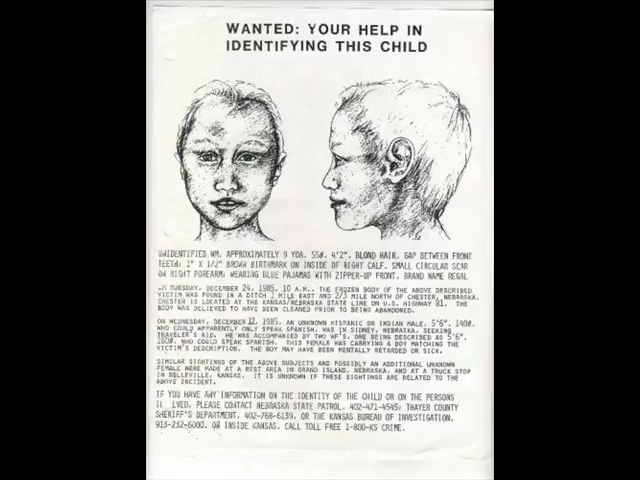 WANTED: YOUR HELP IN
IDENTIFYING THIS CHILD
UNIDENTIFIED WM, APPROXIMATELY 9 YOA, 55#, 4'2", BLOND HAIR, GAP BETWEEN FRONT
TEETH; 1" X 1/2" BROWN BIRTHMARK ON INSIDE OF RIGHT CALF, SMALL CIRCULAR SCAR
ON RIGHT FOREARM; WEARING BLUE PAJAMAS WITH ZIPPER-UP FRONT, BRAND NAME REGAL
TUESDAY, DECEMBER 24, 1985, 10 A.M., THE FROZEN BODY OF THE ABOVE DESCRIBED
VICTIM WAS FOUND IN A DITCH 1 MILE EAST AND 2/3 MILE NORTH OF CHESTER, NEBRASKA.
CHESTER IS LOCATED AT THE KANSAS/NEBRASKA STATE LINE ON U.S. HIGHWAY 81. THE
BODY WAS BELIEVED TO HAVE BEEN CLEANED PRIOR TO BEING ABANDONED.
ON WEDNESDAY, DECEMBER 12, 1985, AN UNKNOWN HISPANIC OR INDIAN MALE, 5'6", 140#,
WHO COULD APPARENTLY ONLY SPEAK SPANISH, WAS IN SIDNEY, NEBRASKA, SEEKING
TRAVELER'S AID. HE WAS ACCOMPANIED BY TWO WF'S, ONE BEING DESCRIBED AS 5'6",
180#, WHO COULD SPEAK SPANISH. THIS FEMALE WAS CARRYING A BOY MATCHING THE
VICTIM'S DESCRIPTION. THE BOY MAY HAVE BEEN MENTALLY RETARDED OR SICK.
SIMILAR SIGHTINGS OF THE ABOVE SUBJECTS AND POSSIBLY AN ADDITIONAL UNKNOWN
FEMALE WERE MADE AT A REST AREA IN GRAND ISLAND, NEBRASKA, AND AT A TRUCK STOP
IN BELLEVILLE, KANSAS. IT IS UNKNOWN IF THESE SIGHTINGS ARE RELATED TO THE
ABOVE INCIDENT.
IF YOU HAVE ANY INFORMATION ON THE IDENTITY OF THE CHILD OR ON THE PERSONS
LVED, PLEASE CONTACT NEBRASKA STATE PATROL, 402-471-4545; THAYER COUNTY
SHERIFF'S DEPARTMENT, 402-768-6139, OR THE KANSAS BUREAU OF INVESTIGATION,
913-232-6000, OR INSIDE KANSAS, CALL TOLL FREE 1-800-KS CRIME.